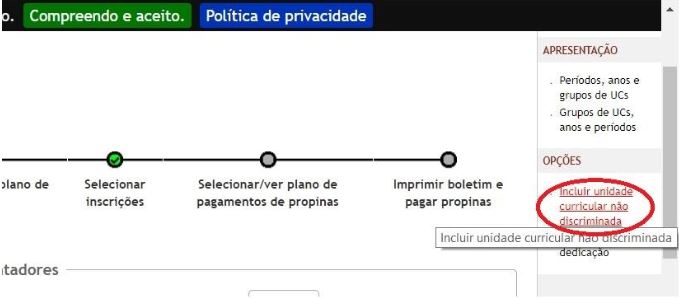 o. Compreendo e aceito. Política de privacidade
APRESENTAÇÃO
. Períodos, anos e
grupos de UCs
. Grupos de UCs,
anos e períodos
plano de
Selecionar
inscrições
Selecionar/ver plano de
pagamentos de propinas
Imprimir boletim e
pagar propinas
OPÇÕES
. Incluir unidade
curricular não
discriminada
Incluir unidade curricular não discriminada
dedicação
tadores